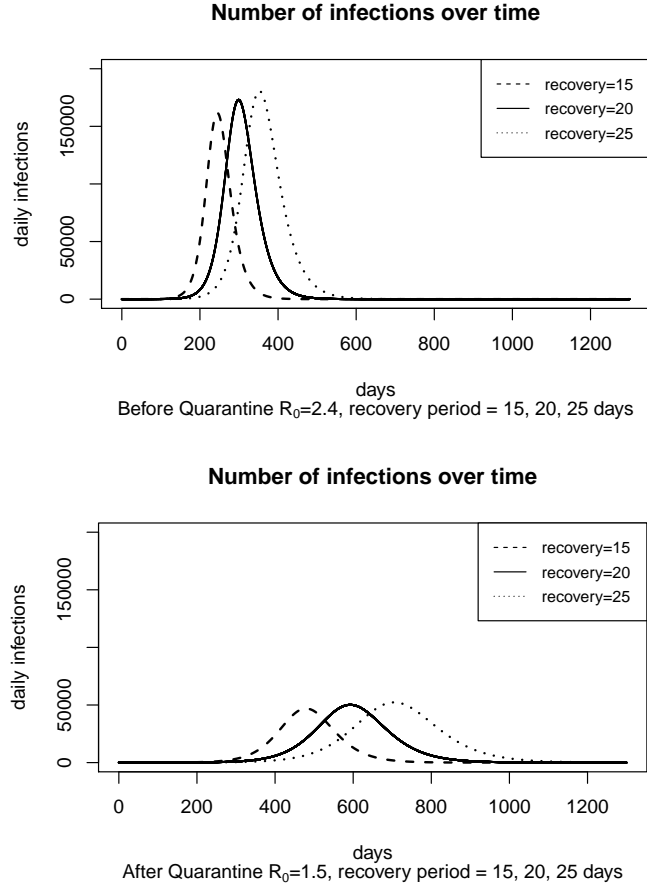 Number of infections over time
recovery=15
recovery=20
recovery=25
daily infections
0
50000
150000
0 200 400 600 800 1000 1200
days
Before Quarantine R₀=2.4, recovery period = 15, 20, 25 days
Number of infections over time
recovery=15
recovery=20
recovery=25
daily infections
0
50000
150000
0 200 400 600 800 1000 1200
days
After Quarantine R₀=1.5, recovery period = 15, 20, 25 days